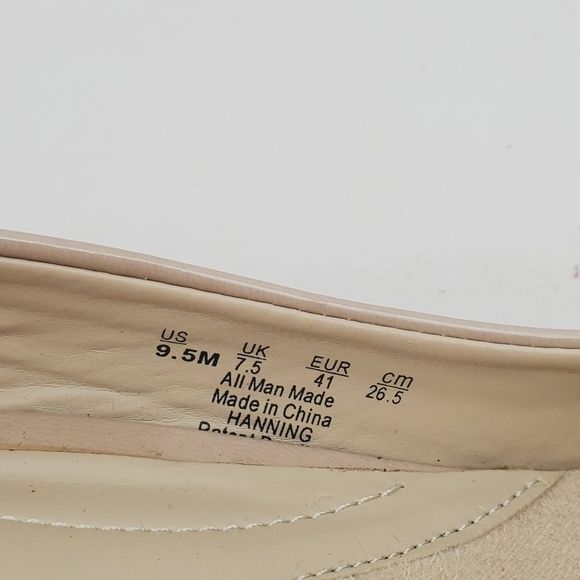 US UK EUR cm
9.5M 7.5 41 26.5
All Man Made
Made in China
HANNING